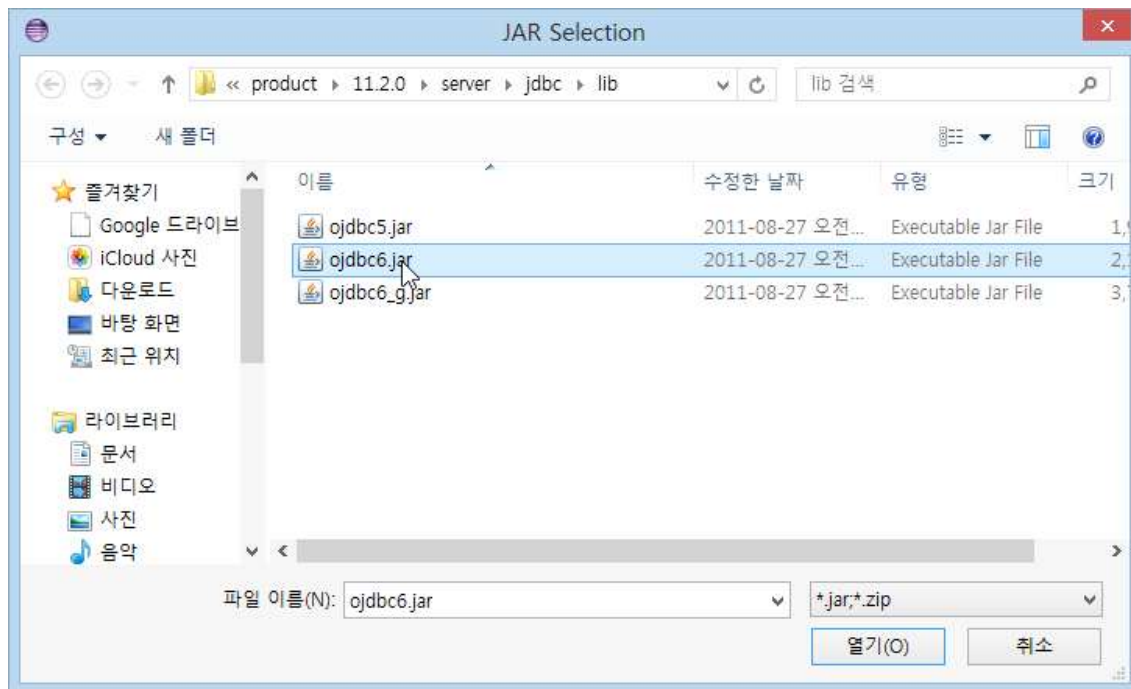 JAR Selection
« product 11.2.0 server jdbc lib lib 검색
구성 새 폴더
이름 수정한 날짜 유형 크기
즐겨찾기
Google 드라이브
iCloud 사진
다운로드
바탕 화면
최근 위치
라이브러리
문서
비디오
사진
음악
ojdbc5.jar 2011-08-27 오전... Executable Jar File 1,
ojdbc6.jar 2011-08-27 오전... Executable Jar File 2,
ojdbc6_g.jar 2011-08-27 오전... Executable Jar File 3,
파일 이름(N): ojdbc6.jar *.jar;*.zip
열기(O) 취소